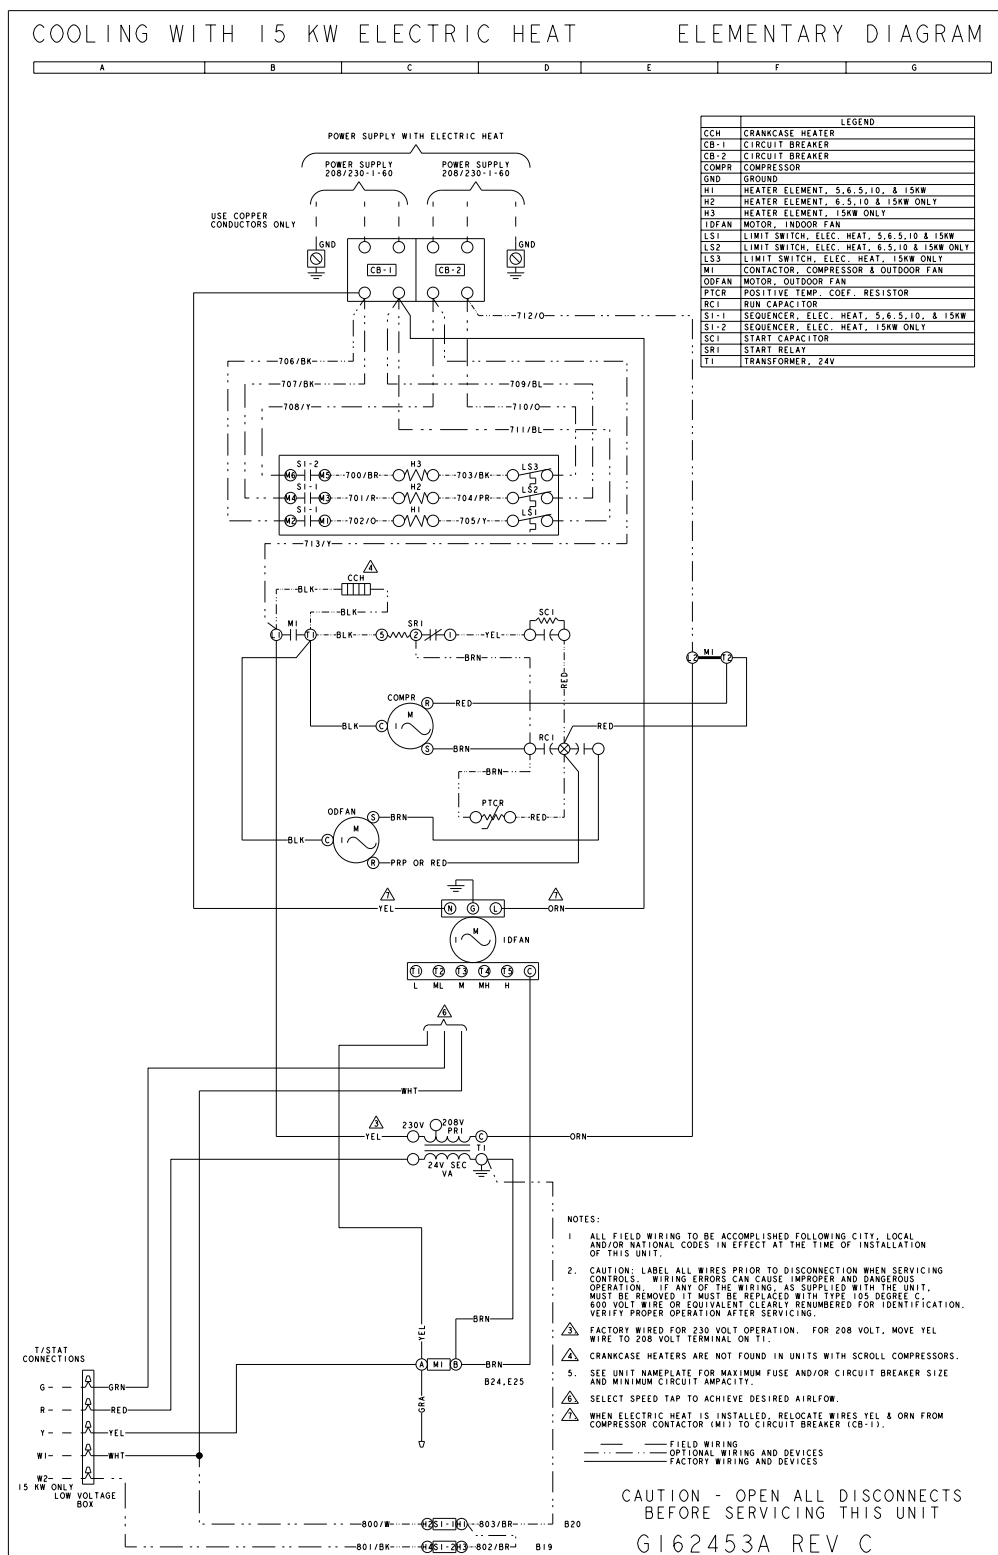 COOLING WITH 15 KW ELECTRIC HEAT
ELEMENTARY DIAGRAM
A B C D E F G
POWER SUPPLY WITH ELECTRIC HEAT
POWER SUPPLY
208/230-1-60
POWER SUPPLY
208/230-1-60
USE COPPER
CONDUCTORS ONLY
GND
GND
CB-1
CB-2
LEGEND
CCH CRANKCASE HEATER
CB-1 CIRCUIT BREAKER
CB-2 CIRCUIT BREAKER
COMPR COMPRESSOR
GND GROUND
H1 HEATER ELEMENT, 5,6.5,10, & 15KW
H2 HEATER ELEMENT, 6.5,10 & 15KW ONLY
H3 HEATER ELEMENT, 15KW ONLY
IDFAN MOTOR, INDOOR FAN
LS1 LIMIT SWITCH, ELEC. HEAT, 5,6.5,10 & 15KW
LS2 LIMIT SWITCH, ELEC. HEAT, 6.5,10 & 15KW ONLY
LS3 LIMIT SWITCH, ELEC. HEAT, 15KW ONLY
M1 CONTACTOR, COMPRESSOR & OUTDOOR FAN
ODFAN MOTOR, OUTDOOR FAN
PTCR POSITIVE TEMP. COEF. RESISTOR
RC1 RUN CAPACITOR
S1-1 SEQUENCER, ELEC. HEAT, 5,6.5,10, & 15KW
S1-2 SEQUENCER, ELEC. HEAT, 15KW ONLY
SC1 START CAPACITOR
SR1 START RELAY
T1 TRANSFORMER, 24V
712/O
706/BK
707/BK
709/BL
708/Y
710/O
711/BL
S1-2
H3
LS3
M6 M5 700/BR 703/BK
S1-1
H2
LS2
M4 M3 701/R 704/PR
S1-1
H1
LS1
M2 M1 702/O 705/Y
713/Y
4
CCH
BLK
BLK
M1
SR1
SC1
L1 T1 BLK 5 2 1 YEL
BRN
RED
M1
L2 T2
COMPR
M
1
R RED
C BLK
RED
S BRN
RC1
BRN
PTCR
RED
ODFAN
M
1
S BRN
BLK C
R PRP OR RED
7
7
YEL N G L ORN
M
1
IDFAN
T1 T2 T3 T4 T5 C
L ML M MH H
6
WHT
3
230V
208V
PRI
YEL
C
ORN
T1
24V SEC
VA
YEL
BRN
A M1 B BRN
B24,E25
GRA
T/STAT
CONNECTIONS
G GRN
R RED
Y YEL
W1 WHT
W2
15 KW ONLY
LOW VOLTAGE
BOX
800/W H2 S1-1 H1 803/BR B20
801/BK H4 S1-2 H3 802/BR B19
NOTES:
1 ALL FIELD WIRING TO BE ACCOMPLISHED FOLLOWING CITY, LOCAL
AND/OR NATIONAL CODES IN EFFECT AT THE TIME OF INSTALLATION
OF THIS UNIT.
2. CAUTION: LABEL ALL WIRES PRIOR TO DISCONNECTION WHEN SERVICING
CONTROLS. WIRING ERRORS CAN CAUSE IMPROPER AND DANGEROUS
OPERATION. IF ANY OF THE WIRING, AS SUPPLIED WITH THE UNIT,
MUST BE REMOVED IT MUST BE REPLACED WITH TYPE 105 DEGREE C,
600 VOLT WIRE OR EQUIVALENT CLEARLY RENUMBERED FOR IDENTIFICATION.
VERIFY PROPER OPERATION AFTER SERVICING.
3 FACTORY WIRED FOR 230 VOLT OPERATION. FOR 208 VOLT, MOVE YEL
WIRE TO 208 VOLT TERMINAL ON T1.
4 CRANKCASE HEATERS ARE NOT FOUND IN UNITS WITH SCROLL COMPRESSORS.
5. SEE UNIT NAMEPLATE FOR MAXIMUM FUSE AND/OR CIRCUIT BREAKER SIZE
AND MINIMUM CIRCUIT AMPACITY.
6 SELECT SPEED TAP TO ACHIEVE DESIRED AIRLFOW.
7 WHEN ELECTRIC HEAT IS INSTALLED, RELOCATE WIRES YEL & ORN FROM
COMPRESSOR CONTACTOR (M1) TO CIRCUIT BREAKER (CB-1).
FIELD WIRING
OPTIONAL WIRING AND DEVICES
FACTORY WIRING AND DEVICES
CAUTION - OPEN ALL DISCONNECTS
BEFORE SERVICING THIS UNIT
G162453A REV C